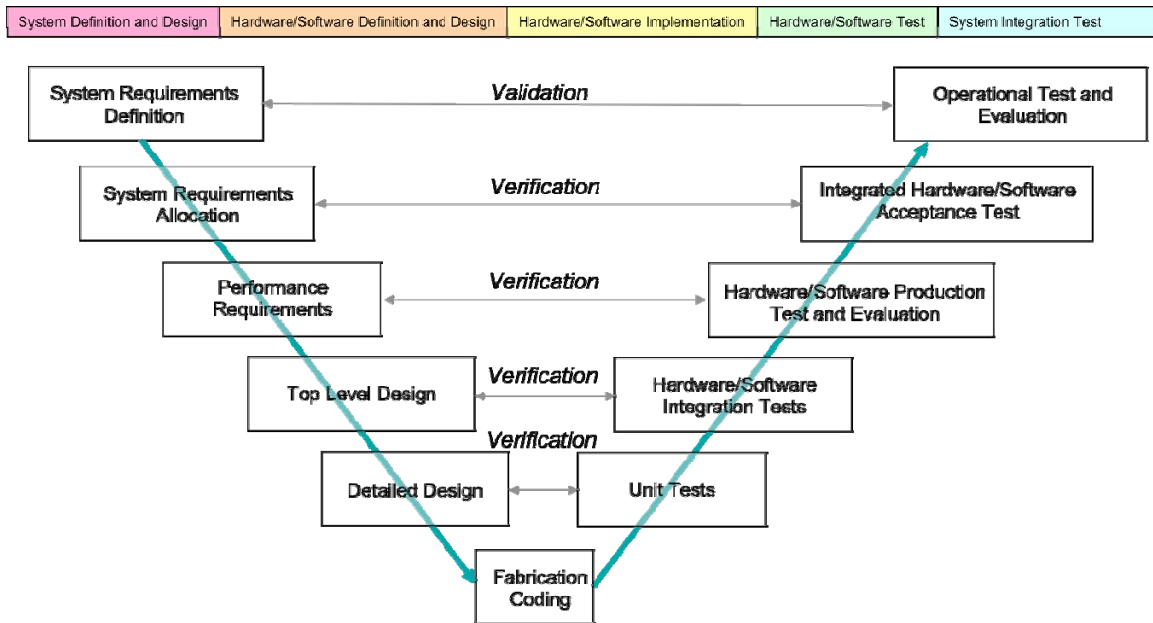 System Definition and Design
Hardware/Software Definition and Design
Hardware/Software Implementation
Hardware/Software Test
System Integration Test
System Requirements
Definition
Validation
Operational Test and
Evaluation
System Requirements
Allocation
Verification
Integrated Hardware/Software
Acceptance Test
Performance
Requirements
Verification
Hardware/Software Production
Test and Evaluation
Top Level Design
Verification
Hardware/Software
Integration Tests
Verification
Detailed Design
Unit Tests
Fabrication
Coding